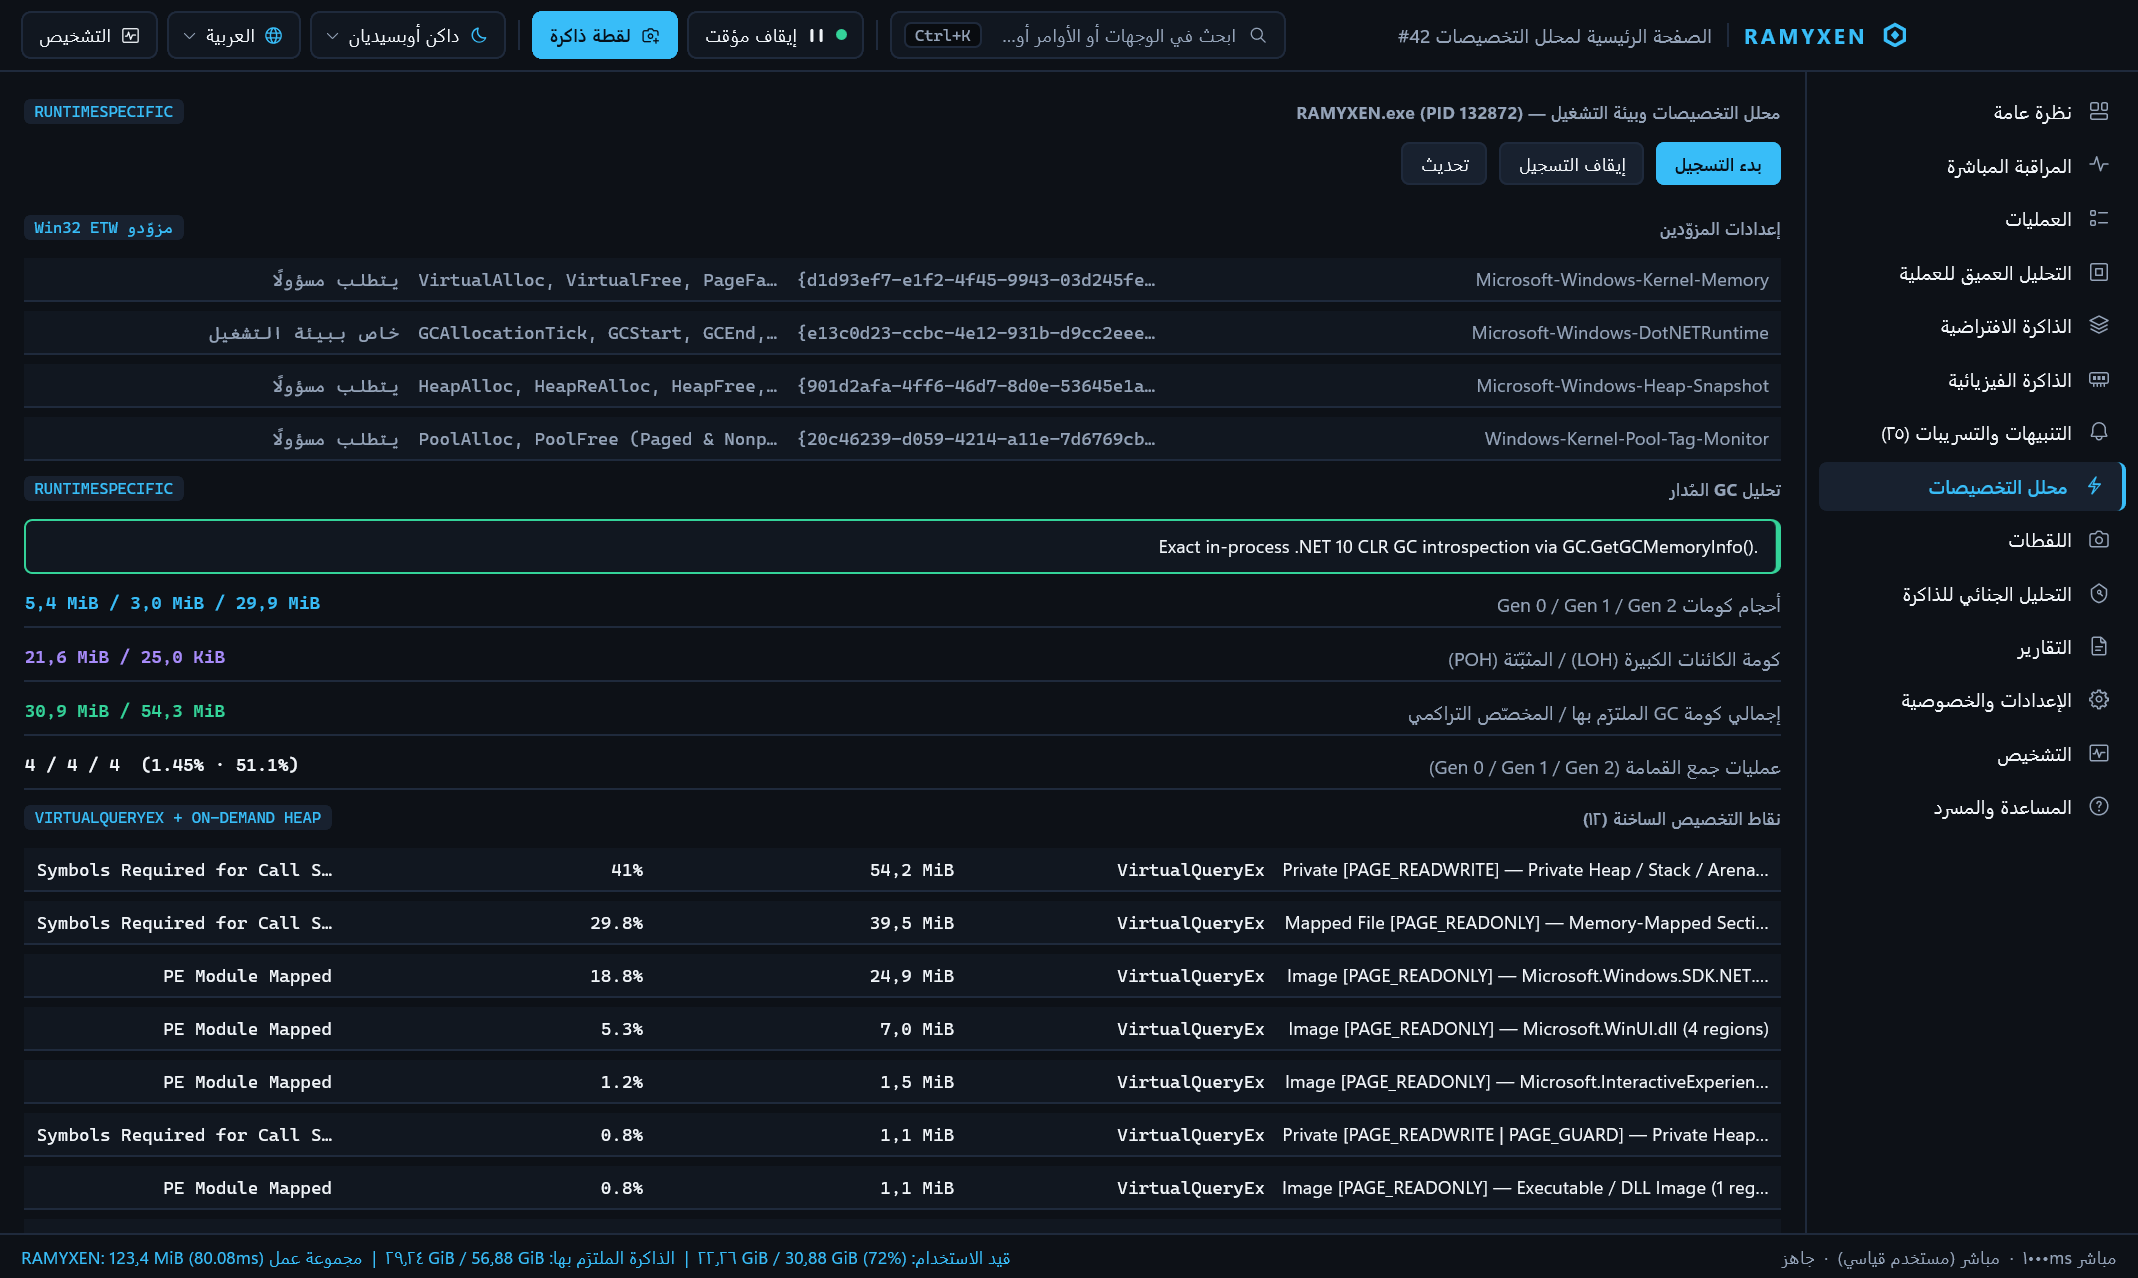 RAMYXEN
الصفحة الرئيسية لمحلل التخصيصات 42#
ابحث في الوجهات أو الأوامر أو...
Ctrl+K
إيقاف مؤقت
لقطة ذاكرة
داكن أوبسيديان
العربية
التشخيص
نظرة عامة
المراقبة المباشرة
العمليات
التحليل العميق للعملية
الذاكرة الافتراضية
الذاكرة الفيزيائية
التنبيهات والتسريبات (٢٥)
محلل التخصيصات
اللقطات
التحليل الجنائي للذاكرة
التقارير
الإعدادات والخصوصية
التشخيص
المساعدة والمسرد
محلل التخصيصات وبيئة التشغيل — RAMYXEN.exe (PID 132872)
RUNTIMESPECIFIC
بدء التسجيل
إيقاف التسجيل
تحديث
إعدادات المزوّدين
مزوّدو Win32 ETW
Microsoft-Windows-Kernel-Memory {d1d93ef7-e1f2-4f45-9943-03d245fe… VirtualAlloc, VirtualFree, PageFa… يتطلب مسؤولًا
Microsoft-Windows-DotNETRuntime {e13c0d23-ccbc-4e12-931b-d9cc2eee… GCAllocationTick, GCStart, GCEnd,… خاص ببيئة التشغيل
Microsoft-Windows-Heap-Snapshot {901d2afa-4ff6-46d7-8d0e-53645e1a… HeapAlloc, HeapReAlloc, HeapFree,… يتطلب مسؤولًا
Windows-Kernel-Pool-Tag-Monitor {20c46239-d059-4214-a11e-7d6769cb… PoolAlloc, PoolFree (Paged & Nonp… يتطلب مسؤولًا
تحليل GC المُدار
RUNTIMESPECIFIC
Exact in-process .NET 10 CLR GC introspection via GC.GetGCMemoryInfo().
أحجام كومات Gen 0 / Gen 1 / Gen 2
5,4 MiB / 3,0 MiB / 29,9 MiB
كومة الكائنات الكبيرة (LOH) / المثبّتة (POH)
21,6 MiB / 25,0 KiB
إجمالي كومة GC الملتزَم بها / المخصّص التراكمي
30,9 MiB / 54,3 MiB
عمليات جمع القمامة (Gen 0 / Gen 1 / Gen 2)
4 / 4 / 4 (1.45% · 51.1%)
نقاط التخصيص الساخنة (١٢)
VIRTUALQUERYEX + ON-DEMAND HEAP
Private [PAGE_READWRITE] — Private Heap / Stack / Arena… VirtualQueryEx 54,2 MiB 41% Symbols Required for Call S…
Mapped File [PAGE_READONLY] — Memory-Mapped Secti… VirtualQueryEx 39,5 MiB 29.8% Symbols Required for Call S…
Image [PAGE_READONLY] — Microsoft.Windows.SDK.NET.… VirtualQueryEx 24,9 MiB 18.8% PE Module Mapped
Image [PAGE_READONLY] — Microsoft.WinUI.dll (4 regions) VirtualQueryEx 7,0 MiB 5.3% PE Module Mapped
Image [PAGE_READONLY] — Microsoft.InteractiveExperien… VirtualQueryEx 1,5 MiB 1.2% PE Module Mapped
Private [PAGE_READWRITE | PAGE_GUARD] — Private Heap… VirtualQueryEx 1,1 MiB 0.8% Symbols Required for Call S…
Image [PAGE_READONLY] — Executable / DLL Image (1 reg… VirtualQueryEx 1,1 MiB 0.8% PE Module Mapped
مباشر ١٠٠٠ms · مباشر (مستخدم قياسي) · جاهز
قيد الاستخدام: ٢٢,٢٦ GiB / 30,88 GiB (72%) | الذاكرة الملتزَم بها: ٢٩,٢٤ GiB / 56,88 GiB | مجموعة عمل RAMYXEN: 123,4 MiB (80.08ms)